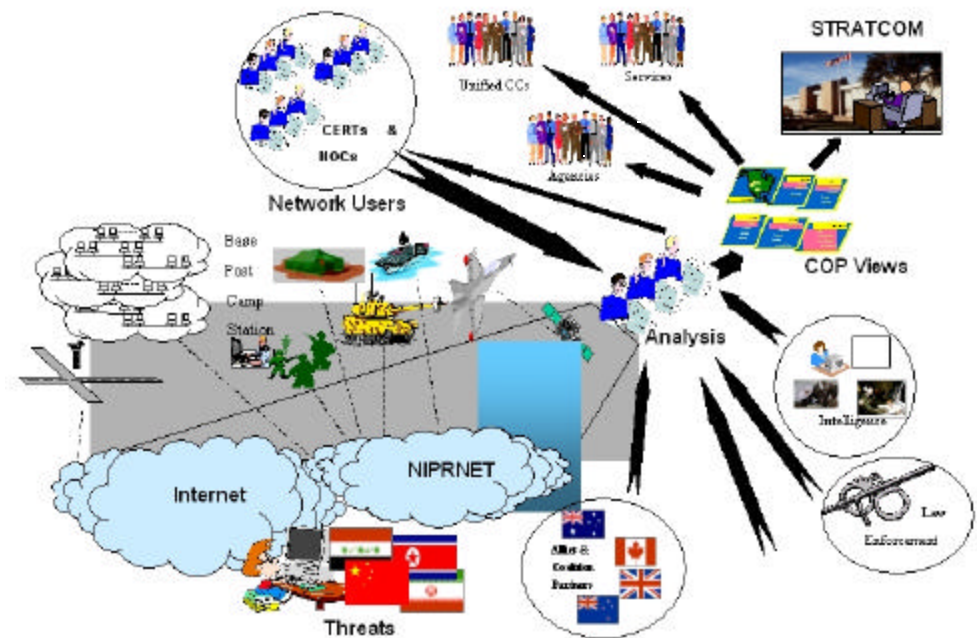 STRATCOM
Unified CCs
Services
CERTs &
NOCs
Agencies
Network Users
COP Views
Base
Post
Camp
Station
Analysis
Intelligence
Internet
NIPRNET
Law
Enforcement
Allies &
Coalition
Partners
Threats